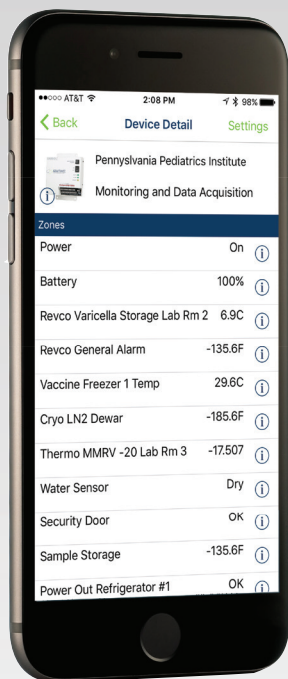 ●●○○○ AT&T 2:08 PM 98%
Back Device Detail Settings
Pennyslvania Pediatrics Institute
Monitoring and Data Acquisition
Zones
Power On
Battery 100%
Revco Varicella Storage Lab Rm 2 6.9C
Revco General Alarm -135.6F
Vaccine Freezer 1 Temp 29.6C
Cryo LN2 Dewar -185.6F
Thermo MMRV -20 Lab Rm 3 -17.507
Water Sensor Dry
Security Door OK
Sample Storage -135.6F
Power Out Refrigerator #1 OK